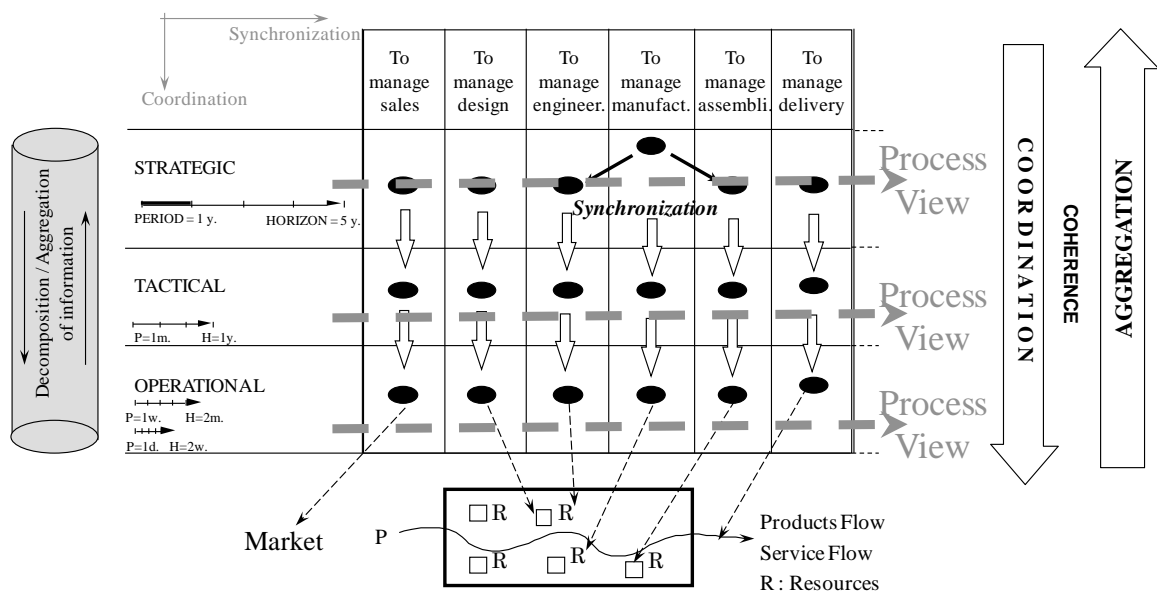 Synchronization
Coordination
To
manage
sales
To
manage
design
To
manage
engineer.
To
manage
manufact.
To
manage
assembli.
To
manage
delivery
STRATEGIC
PERIOD = 1 y.
HORIZON = 5 y.
Synchronization
Process
View
TACTICAL
P=1m.
H=1y.
Process
View
OPERATIONAL
P=1w.
H=2m.
P=1d.
H=2w.
Process
View
Decomposition / Aggregation
of information
COORDINATION
COHERENCE
AGGREGATION
Market
P
R
R
R
R
R
Products Flow
Service Flow
R : Resources